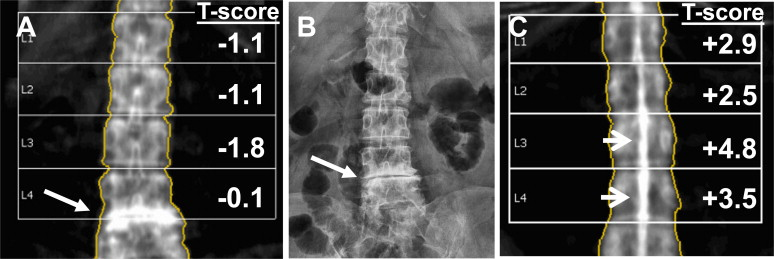 A
T-score
L1
-1.1
L2
-1.1
L3
-1.8
L4
-0.1
B
C
T-score
L1
+2.9
L2
+2.5
L3
+4.8
L4
+3.5